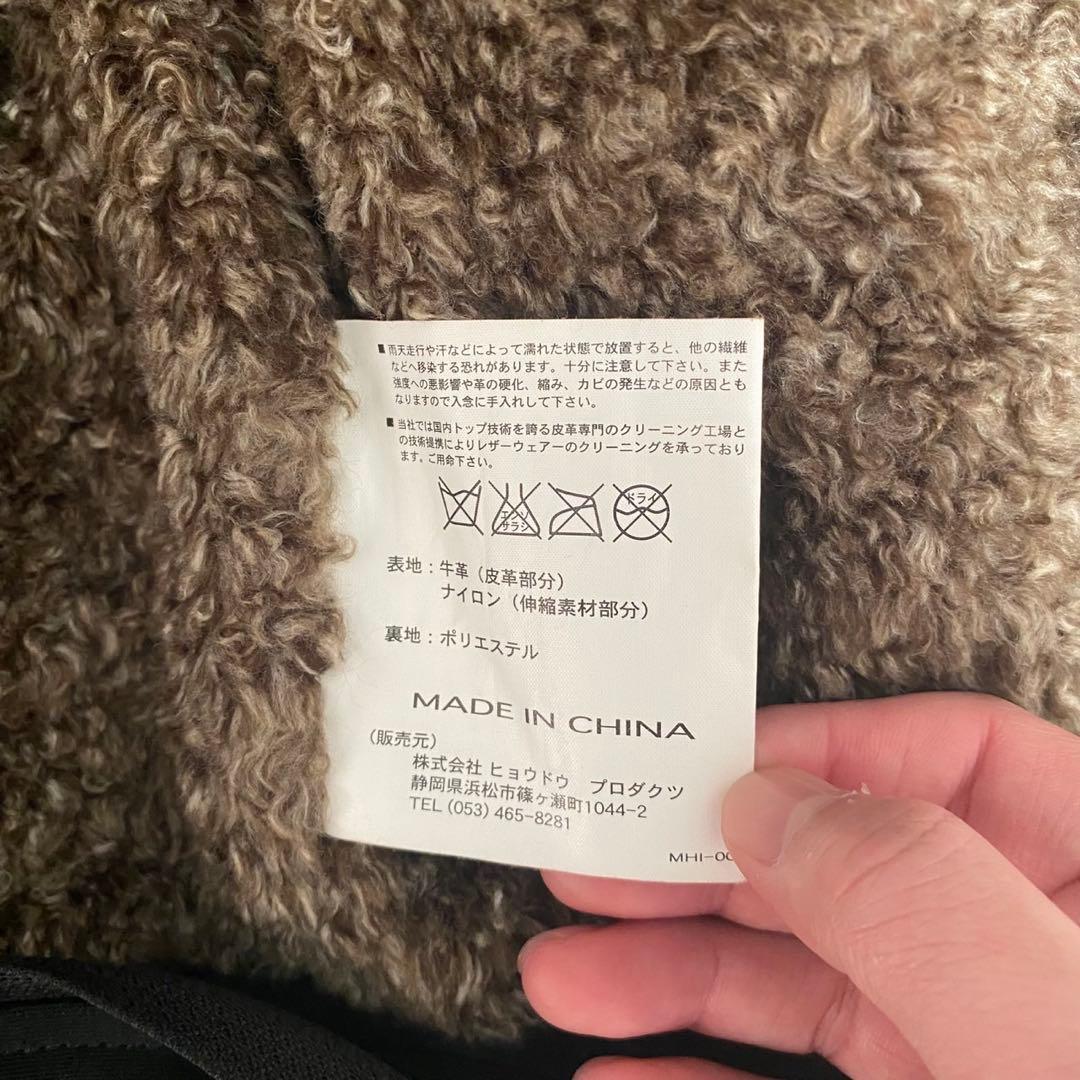 ■雨天走行や汗などによって濡れた状態で放置すると、他の繊維
などへ移染する恐れがあります。十分に注意して下さい。また
強度への悪影響や革の硬化、縮み、カビの発生などの原因とも
なりますので入念に手入れして下さい。
■当社では国内トップ技術を誇る皮革専門のクリーニング工場と
の技術提携によりレザーウェアーのクリーニングを承っており
ます。ご用命下さい。
エンソ
サラシ
ドライ
表地：牛革（皮革部分）
ナイロン（伸縮素材部分）
裏地：ポリエステル
MADE IN CHINA
（販売元）
株式会社 ヒョウドウ プロダクツ
静岡県浜松市篠ヶ瀬町1044-2
TEL (053) 465-8281